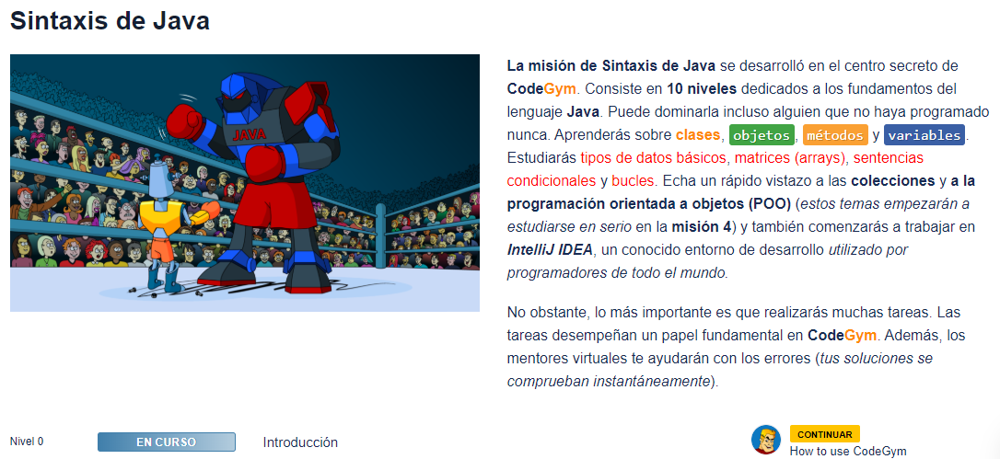 Sintaxis de Java
JAVA
La misión de Sintaxis de Java se desarrolló en el centro secreto de
CodeGym. Consiste en 10 niveles dedicados a los fundamentos del
lenguaje Java. Puede dominarla incluso alguien que no haya programado
nunca. Aprenderás sobre clases, objetos, métodos y variables.
Estudiarás tipos de datos básicos, matrices (arrays), sentencias
condicionales y bucles. Echa un rápido vistazo a las colecciones y a la
programación orientada a objetos (POO) (estos temas empezarán a
estudiarse en serio en la misión 4) y también comenzarás a trabajar en
IntelliJ IDEA, un conocido entorno de desarrollo utilizado por
programadores de todo el mundo.
No obstante, lo más importante es que realizarás muchas tareas. Las
tareas desempeñan un papel fundamental en CodeGym. Además, los
mentores virtuales te ayudarán con los errores (tus soluciones se
comprueban instantáneamente).
Nivel 0 EN CURSO Introducción CONTINUAR
How to use CodeGym